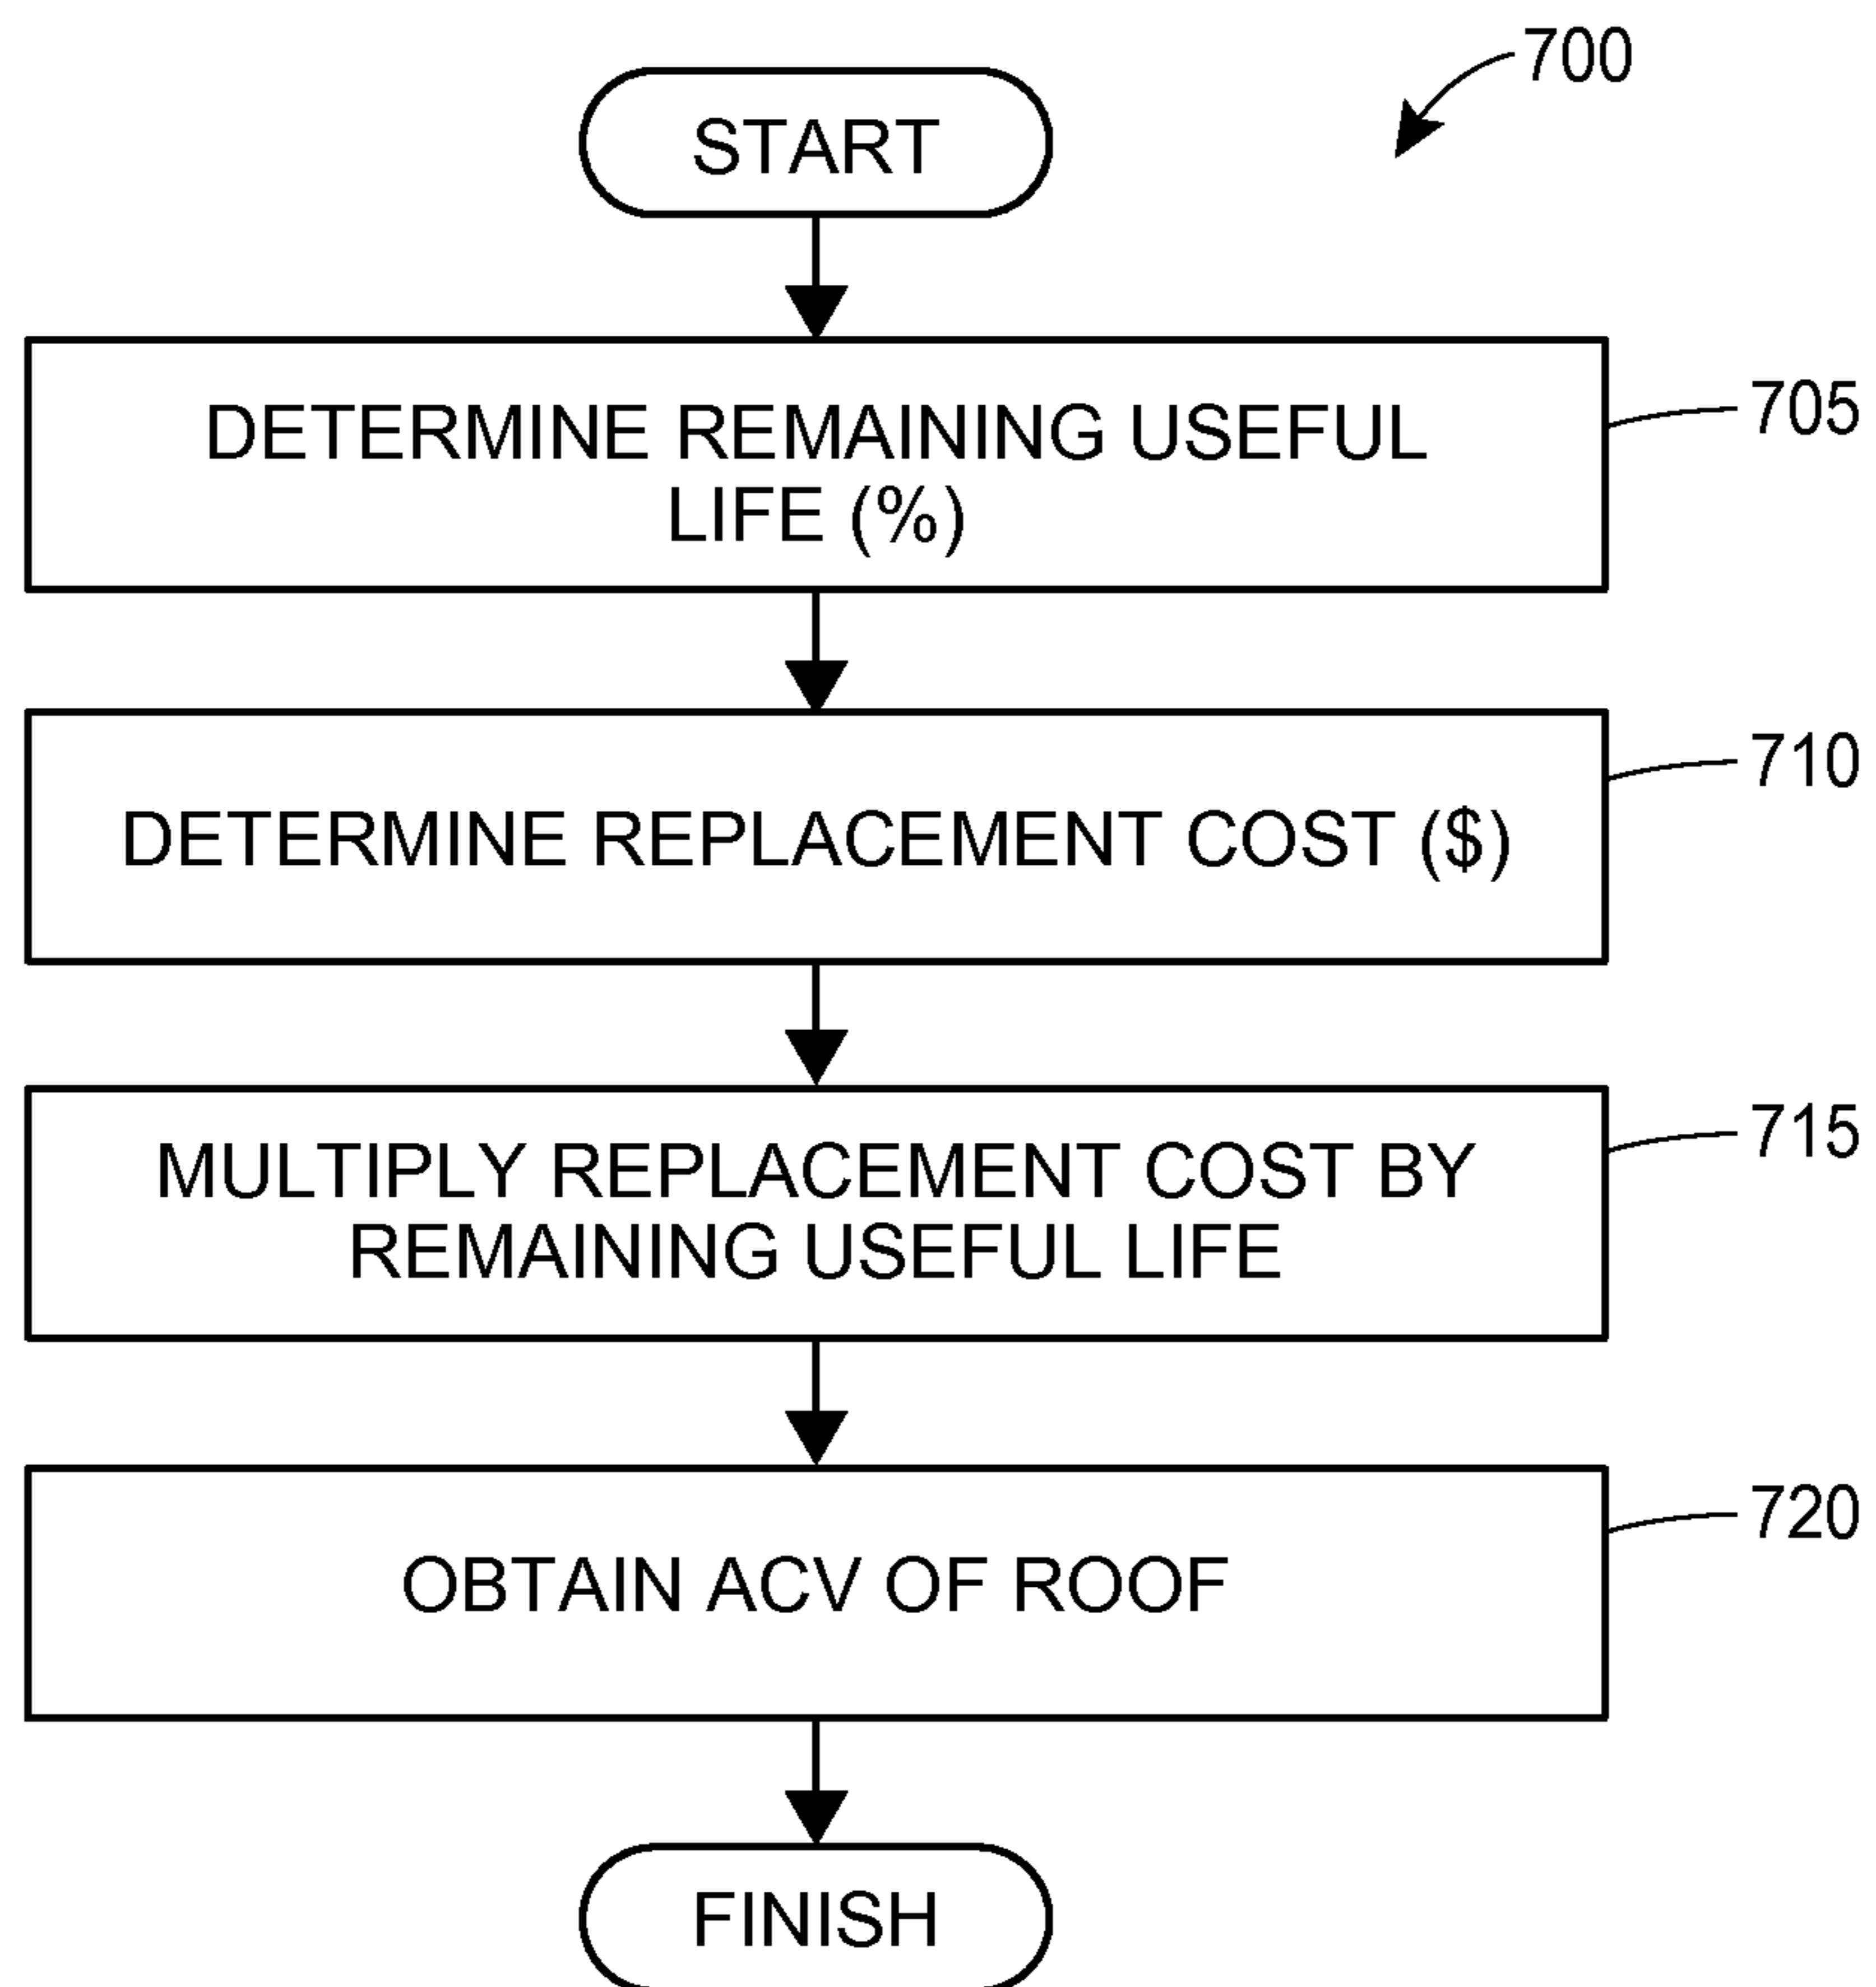 700
START
DETERMINE REMAINING USEFUL
LIFE (%)
705
DETERMINE REPLACEMENT COST ($)
710
MULTIPLY REPLACEMENT COST BY
REMAINING USEFUL LIFE
715
OBTAIN ACV OF ROOF
720
FINISH